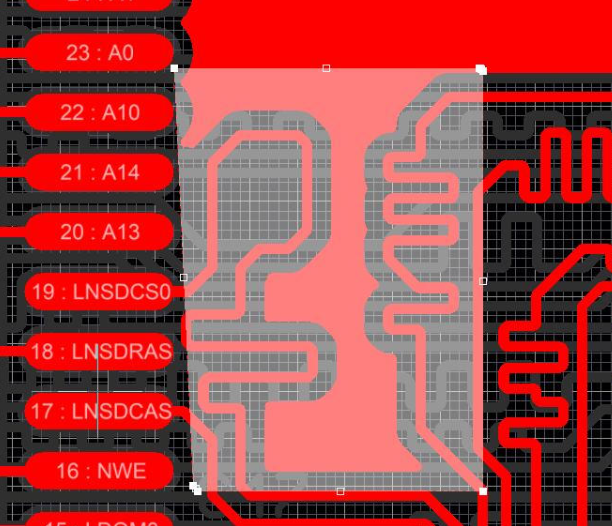 23 : A0
22 : A10
21 : A14
20 : A13
19 : LNSDCS0
18 : LNSDRAS
17 : LNSDCAS
16 : NWE